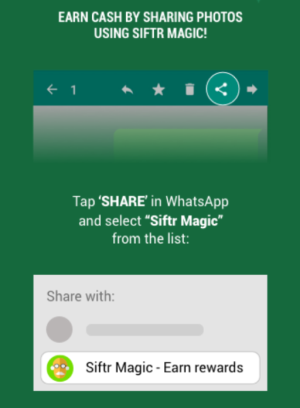 EARN CASH BY SHARING PHOTOS
USING SIFTR MAGIC!
1
Tap ‘SHARE’ in WhatsApp
and select “Siftr Magic”
from the list:
Share with:
Siftr Magic - Earn rewards